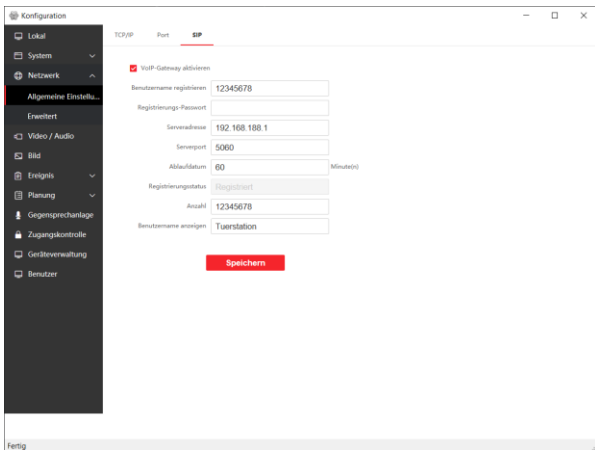 Konfiguration
Lokal
System
Netzwerk
Allgemeine Einstellu...
Erweitert
Video / Audio
Bild
Ereignis
Planung
Gegensprechanlage
Zugangskontrolle
Geräteverwaltung
Benutzer
TCP/IP Port SIP
VoIP-Gateway aktivieren
Benutzername registrieren 12345678
Registrierungs-Passwort
Serveradresse 192.168.188.1
Serverport 5060
Ablaufdatum 60 Minute(n)
Registrierungsstatus Registriert
Anzahl 12345678
Benutzername anzeigen Tuerstation
Speichern
Fertig